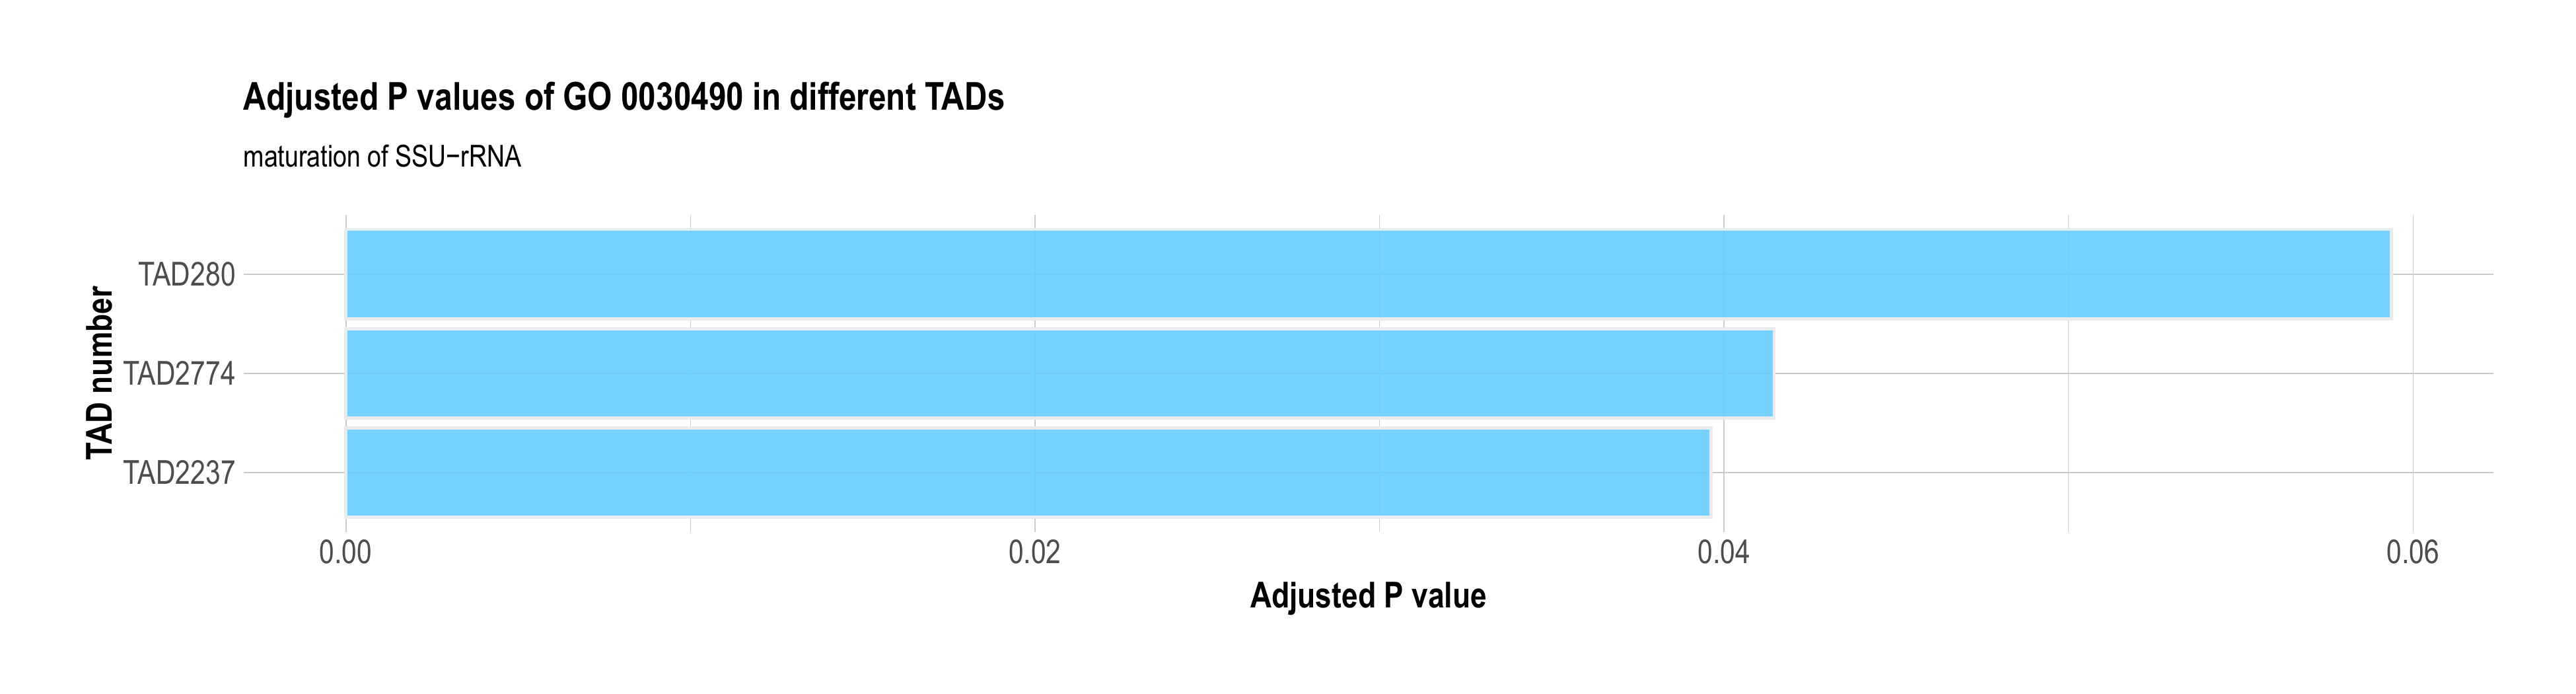 Adjusted P values of GO 0030490 in different TADs
maturation of SSU−rRNA
TAD number
TAD280
TAD2774
TAD2237
0.00 0.02 0.04 0.06
Adjusted P value